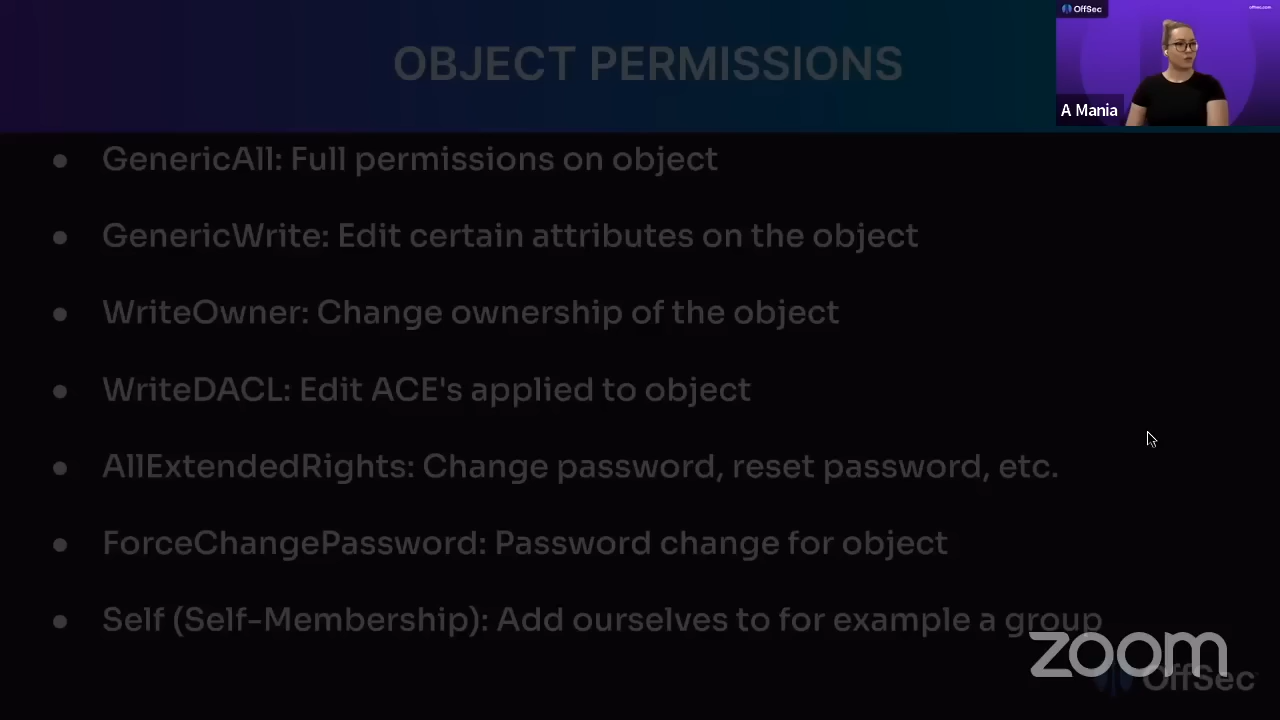 OffSec
offsec.com
OBJECT PERMISSIONS
A Mania
GenericAll: Full permissions on object
GenericWrite: Edit certain attributes on the object
WriteOwner: Change ownership of the object
WriteDACL: Edit ACE's applied to object
AllExtendedRights: Change password, reset password, etc.
ForceChangePassword: Password change for object
Self (Self-Membership): Add ourselves to for example a group
zoom
OffSec